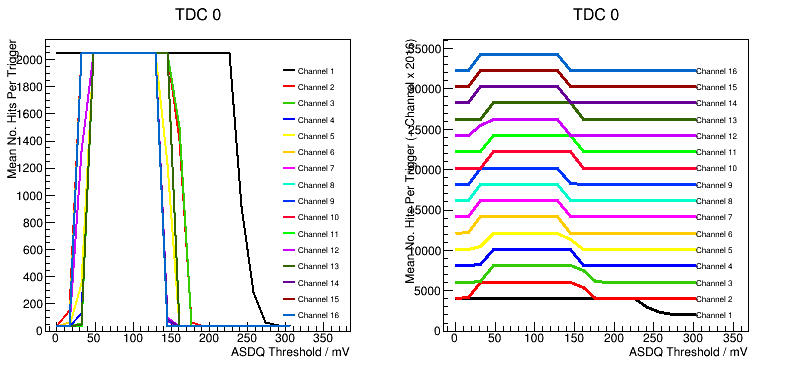 TDC 0
Mean No. Hits Per Trigger
2000
1800
1600
1400
1200
1000
800
600
400
200
0
Channel 1
Channel 2
Channel 3
Channel 4
Channel 5
Channel 6
Channel 7
Channel 8
Channel 9
Channel 10
Channel 11
Channel 12
Channel 13
Channel 14
Channel 15
Channel 16
0 50 100 150 200 250 300 350
ASDQ Threshold / mV
TDC 0
Mean No. Hits Per Trigger (+ Channel x
35000
30000
25000
20000
15000
10000
5000
0
Channel 16
Channel 15
Channel 14
Channel 13
Channel 12
Channel 11
Channel 10
Channel 9
Channel 8
Channel 7
Channel 6
Channel 5
Channel 4
Channel 3
Channel 2
Channel 1
0 50 100 150 200 250 300 350
ASDQ Threshold / mV